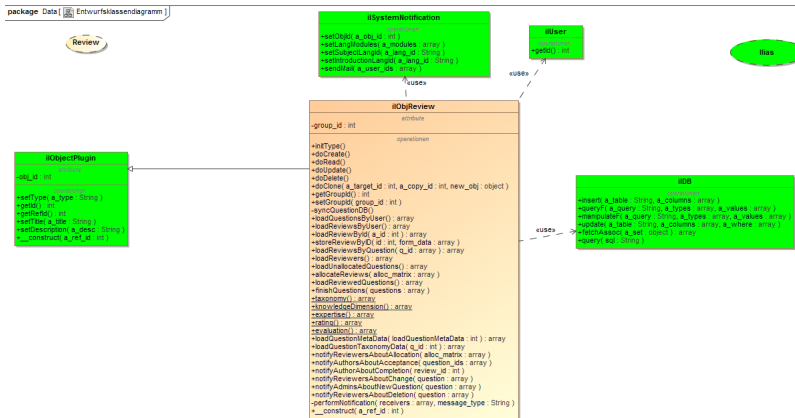 package Data[ Entwurfsklassendiagramm ]
Review
ilSystemNotification
operationen
+setObjId( a_obj_id : int )
+setLangModules( a_modules : array )
+setSubjectLangId( a_lang_id : String )
+setIntroductionLangId( a_lang_id : String )
+sendMail( a_user_ids : array )
ilUser
operationen
+getId() : int
Ilias
«use»
«use»
ilObjReview
attribute
-group_id : int
operationen
+initType()
+doCreate()
+doRead()
+doUpdate()
+doDelete()
+doClone( a_target_id : int, a_copy_id : int, new_obj : object )
+getGroupId() : int
+setGroupId( group_id : int )
-syncQuestionDB()
+loadQuestionsByUser() : array
+loadReviewsByUser() : array
+loadReviewById( a_id : int ) : array
+storeReviewByID( id : int, form_data : array )
+loadReviewsByQuestion( q_id : int ) : array
+loadReviewers() : array
+loadUnallocatedQuestions() : array
+allocateReviews( alloc_matrix : array )
+loadReviewedQuestions() : array
+finishQuestions( questions : array )
+taxonomy() : array
+knowledgeDimension() : array
+expertise() : array
+rating() : array
+evaluation() : array
+loadQuestionMetaData( loadQuestionMetaData : int ) : array
+loadQuestionTaxonomyData( q_id : int ) : array
+notifyReviewersAboutAllocation( alloc_matrix : array )
+notifyAuthorsAboutAcceptance( question_ids : array )
+notifyAuthorAboutCompletion( review_id : int )
+notifyReviewersAboutChange( question : array )
+notifyAdminsAboutNewQuestion( question : array )
+notifyReviewersAboutDeletion( question : array )
-performNotification( receivers : array, message_type : String )
+__construct( a_ref_id : int )
ilObjectPlugin
attribute
-obj_id : int
operationen
+setType( a_type : String )
+getId() : int
+getRefId() : int
+setTitle( a_title : String )
+setDescription( a_desc : String )
+__construct( a_ref_id : int )
«use»
ilDB
operationen
+insert( a_table : String, a_columns : array )
+queryF( a_query : String, a_types : array, a_values : array )
+manipulateF( a_query : String, a_types : array, a_values : array )
+update( a_table : String, a_columns : array, a_where : array )
+fetchAssoc( a_set : object ) : array
+query( sql : String )